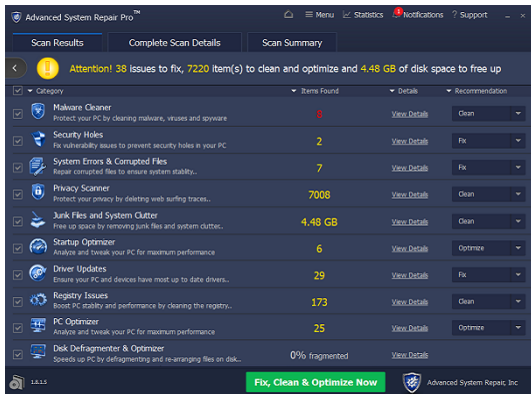 Advanced System Repair Pro™
Menu
Statistics
1
Notifications
? Support
Scan Results
Complete Scan Details
Scan Summary
Attention! 38 issues to fix, 7220 item(s) to clean and optimize and 4.48 GB of disk space to free up
Category
Items Found
Details
Recommendation
Malware Cleaner
Protect your PC by cleaning malware, viruses and spyware
View Details
Clean
Security Holes
Fix vulnerability issues to prevent security holes in your PC
2
View Details
Fix
System Errors & Corrupted Files
Repair corrupted files to ensure system stablity..
7
View Details
Fix
Privacy Scanner
Protect your privacy by deleting web surfing traces..
7008
View Details
Clean
Junk Files and System Clutter
Free up space by removing junk files and system clutter..
4.48 GB
View Details
Clean
Startup Optimizer
Analyze and tweak your PC for maximum performance
6
View Details
Optimize
Driver Updates
Ensure your PC and devices have most up to date drivers..
29
View Details
Fix
Registry Issues
Boost PC stablity and performance by cleaning the registry..
173
View Details
Clean
PC Optimizer
Analyze and tweak your PC for maximum performance
25
View Details
Optimize
Disk Defragmenter & Optimizer
Speeds up PC by defragmenting and re-arranging files on disk..
0% fragmented
View Details
1.8.1.5
Fix, Clean & Optimize Now
Advanced System Repair, Inc